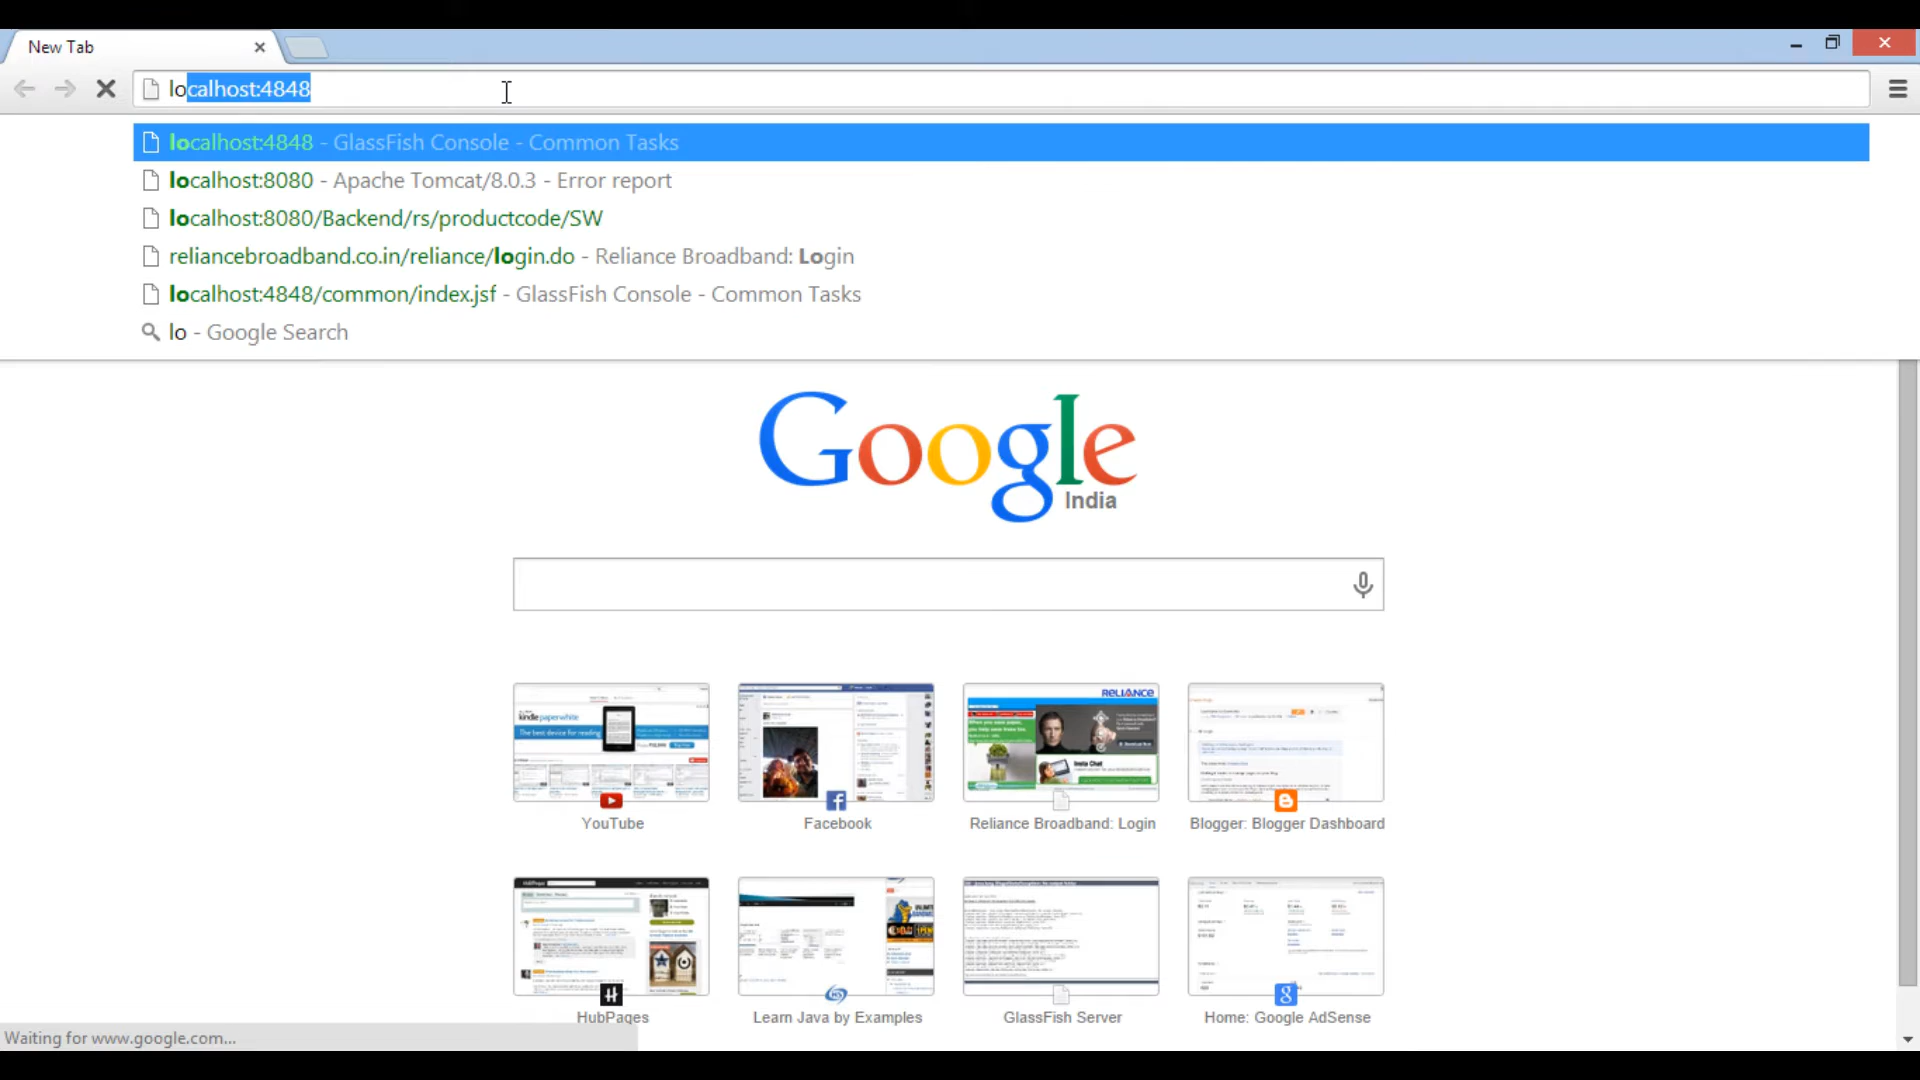 New Tab
localhost:4848
localhost:4848 - GlassFish Console - Common Tasks
localhost:8080 - Apache Tomcat/8.0.3 - Error report
localhost:8080/Backend/rs/productcode/SW
reliancebroadband.co.in/reliance/login.do - Reliance Broadband: Login
localhost:4848/common/index.jsf - GlassFish Console - Common Tasks
lo - Google Search
Google
India
kindle paperwhite
RELIANCE
YouTube
Facebook
Reliance Broadband: Login
Blogger: Blogger Dashboard
HubPages
Learn Java by Examples
GlassFish Server
Home: Google AdSense
Waiting for www.google.com...